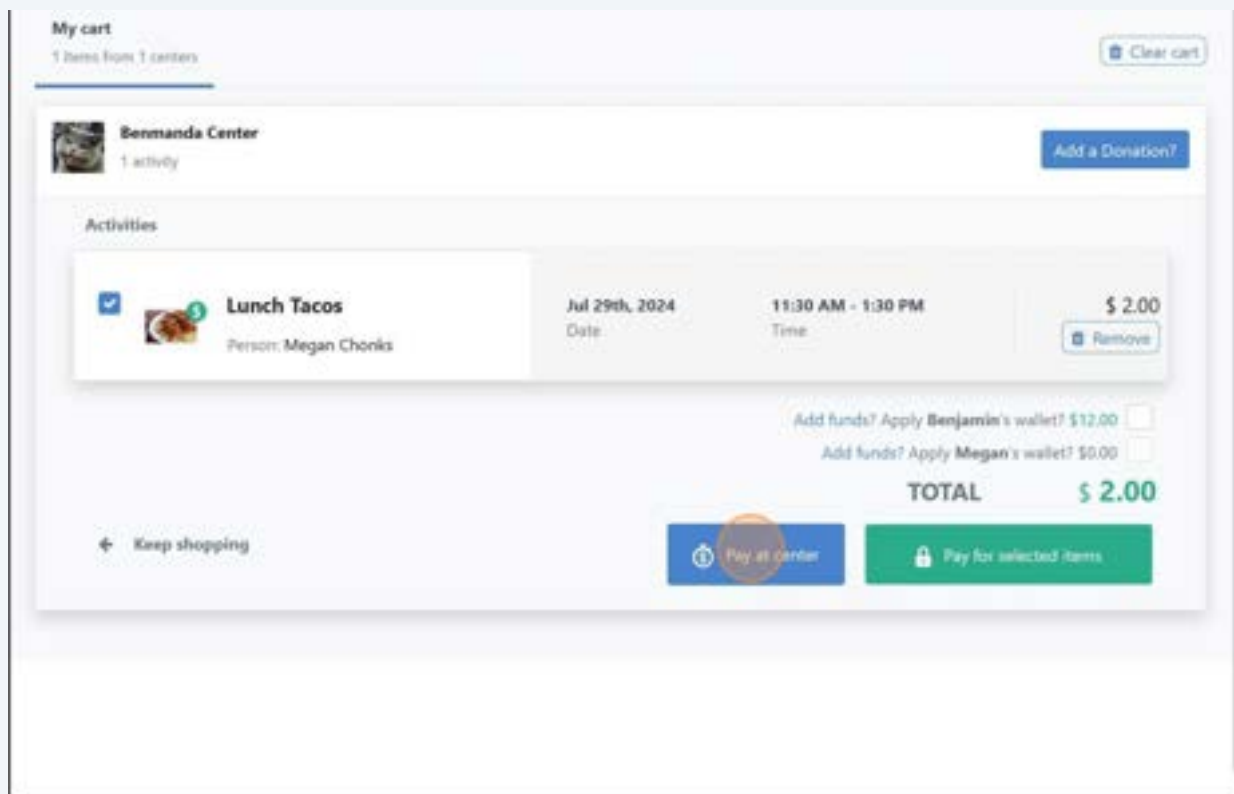 My cart
1 items from 1 centers
Clear cart
Benmanda Center
1 activity
Add a Donation?
Activities
Lunch Tacos
Person: Megan Chonks
Jul 29th, 2024
Date
11:30 AM - 1:30 PM
Time
$ 2.00
Remove
Add funds? Apply Benjamin's wallet? $12.00
Add funds? Apply Megan's wallet? $0.00
TOTAL $ 2.00
Keep shopping
Pay at center
Pay for selected items